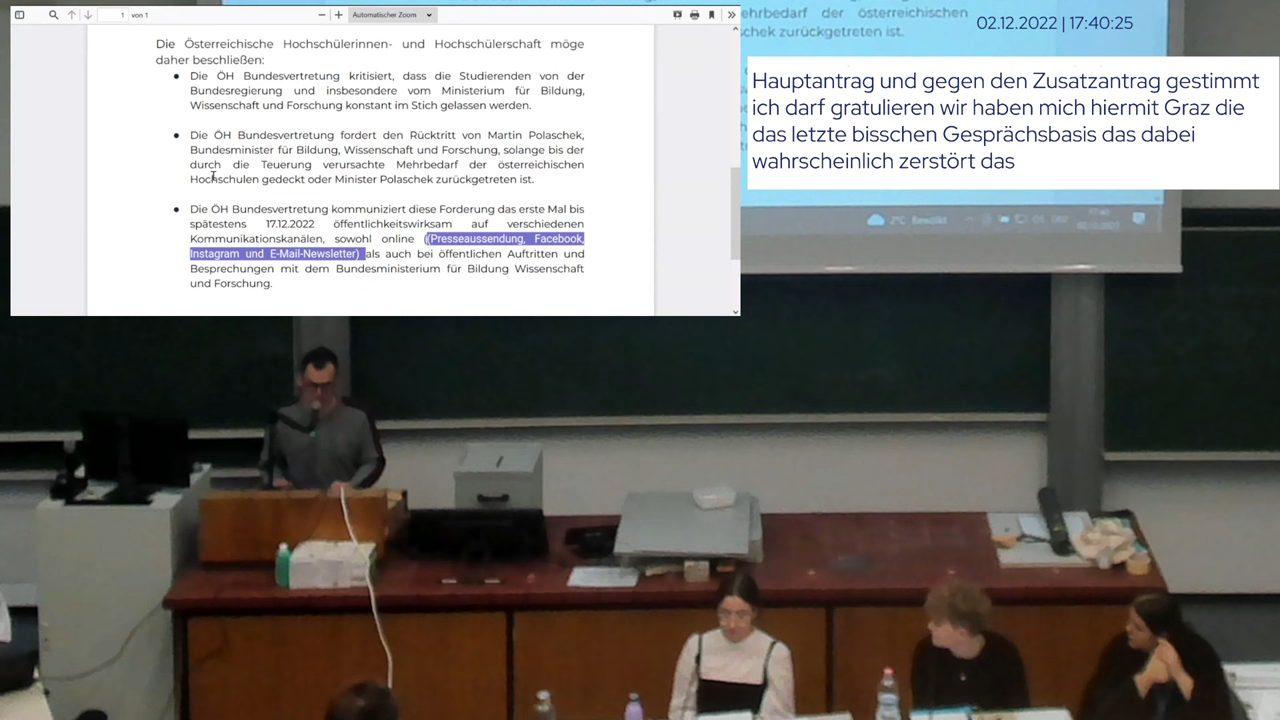 1 von 1
Automatischer Zoom
Die Österreichische Hochschülerinnen- und Hochschülerschaft möge
daher beschließen:
● Die ÖH Bundesvertretung kritisiert, dass die Studierenden von der
Bundesregierung und insbesondere vom Ministerium für Bildung,
Wissenschaft und Forschung konstant im Stich gelassen werden.
● Die ÖH Bundesvertretung fordert den Rücktritt von Martin Polaschek,
Bundesminister für Bildung, Wissenschaft und Forschung, solange bis der
durch die Teuerung verursachte Mehrbedarf der österreichischen
Hochschulen gedeckt oder Minister Polaschek zurückgetreten ist.
● Die ÖH Bundesvertretung kommuniziert diese Forderung das erste Mal bis
spätestens 17.12.2022 öffentlichkeitswirksam auf verschiedenen
Kommunikationskanälen, sowohl online ((Presseaussendung, Facebook,
Instagram und E-Mail-Newsletter) als auch bei öffentlichen Auftritten und
Besprechungen mit dem Bundesministerium für Bildung Wissenschaft
und Forschung.
ehrbedarf der österreichischen
chek zurückgetreten ist.
02.12.2022 | 17:40:25
Hauptantrag und gegen den Zusatzantrag gestimmt
ich darf gratulieren wir haben mich hiermit Graz die
das letzte bisschen Gesprächsbasis das dabei
wahrscheinlich zerstört das
2°C Bewölkt